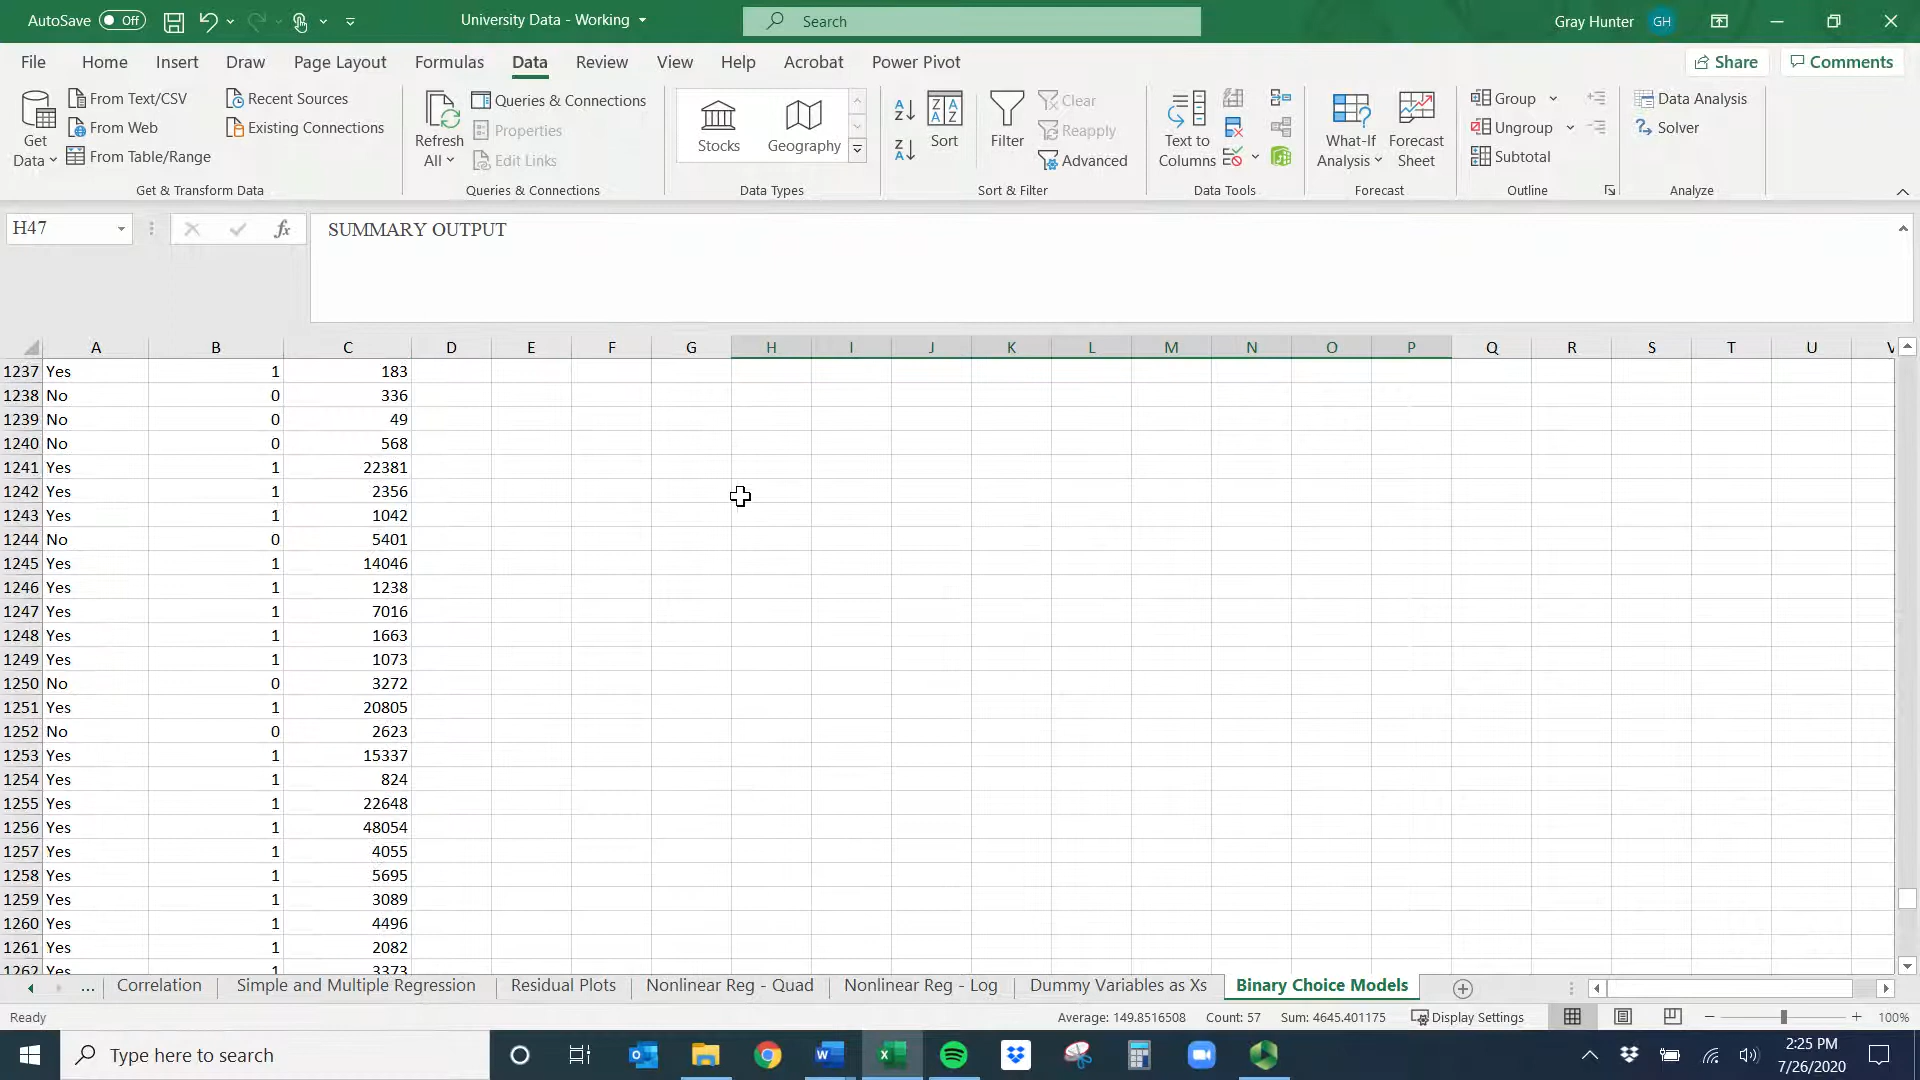 AutoSave Off University Data - Working Search Gray Hunter GH
File Home Insert Draw Page Layout Formulas Data Review View Help Acrobat Power Pivot Share Comments
Get Data
From Text/CSV
From Web
From Table/Range
Recent Sources
Existing Connections
Get & Transform Data
Refresh All
Queries & Connections
Properties
Edit Links
Queries & Connections
Stocks Geography
Data Types
Sort Filter
Clear
Reapply
Advanced
Sort & Filter
Text to Columns
Data Tools
What-If Analysis
Forecast Sheet
Forecast
Group
Ungroup
Subtotal
Outline
Data Analysis
Solver
Analyze
H47 fx SUMMARY OUTPUT
A B C D E F G H I J K L M N O P Q R S T U V
1237 Yes 1 183
1238 No 0 336
1239 No 0 49
1240 No 0 568
1241 Yes 1 22381
1242 Yes 1 2356
1243 Yes 1 1042
1244 No 0 5401
1245 Yes 1 14046
1246 Yes 1 1238
1247 Yes 1 7016
1248 Yes 1 1663
1249 Yes 1 1073
1250 No 0 3272
1251 Yes 1 20805
1252 No 0 2623
1253 Yes 1 15337
1254 Yes 1 824
1255 Yes 1 22648
1256 Yes 1 48054
1257 Yes 1 4055
1258 Yes 1 5695
1259 Yes 1 3089
1260 Yes 1 4496
1261 Yes 1 2082
1262 Yes 1 3373
... Correlation Simple and Multiple Regression Residual Plots Nonlinear Reg - Quad Nonlinear Reg - Log Dummy Variables as Xs Binary Choice Models
Ready Average: 149.8516508 Count: 57 Sum: 4645.401175 Display Settings 100%
Type here to search 2:25 PM
7/26/2020